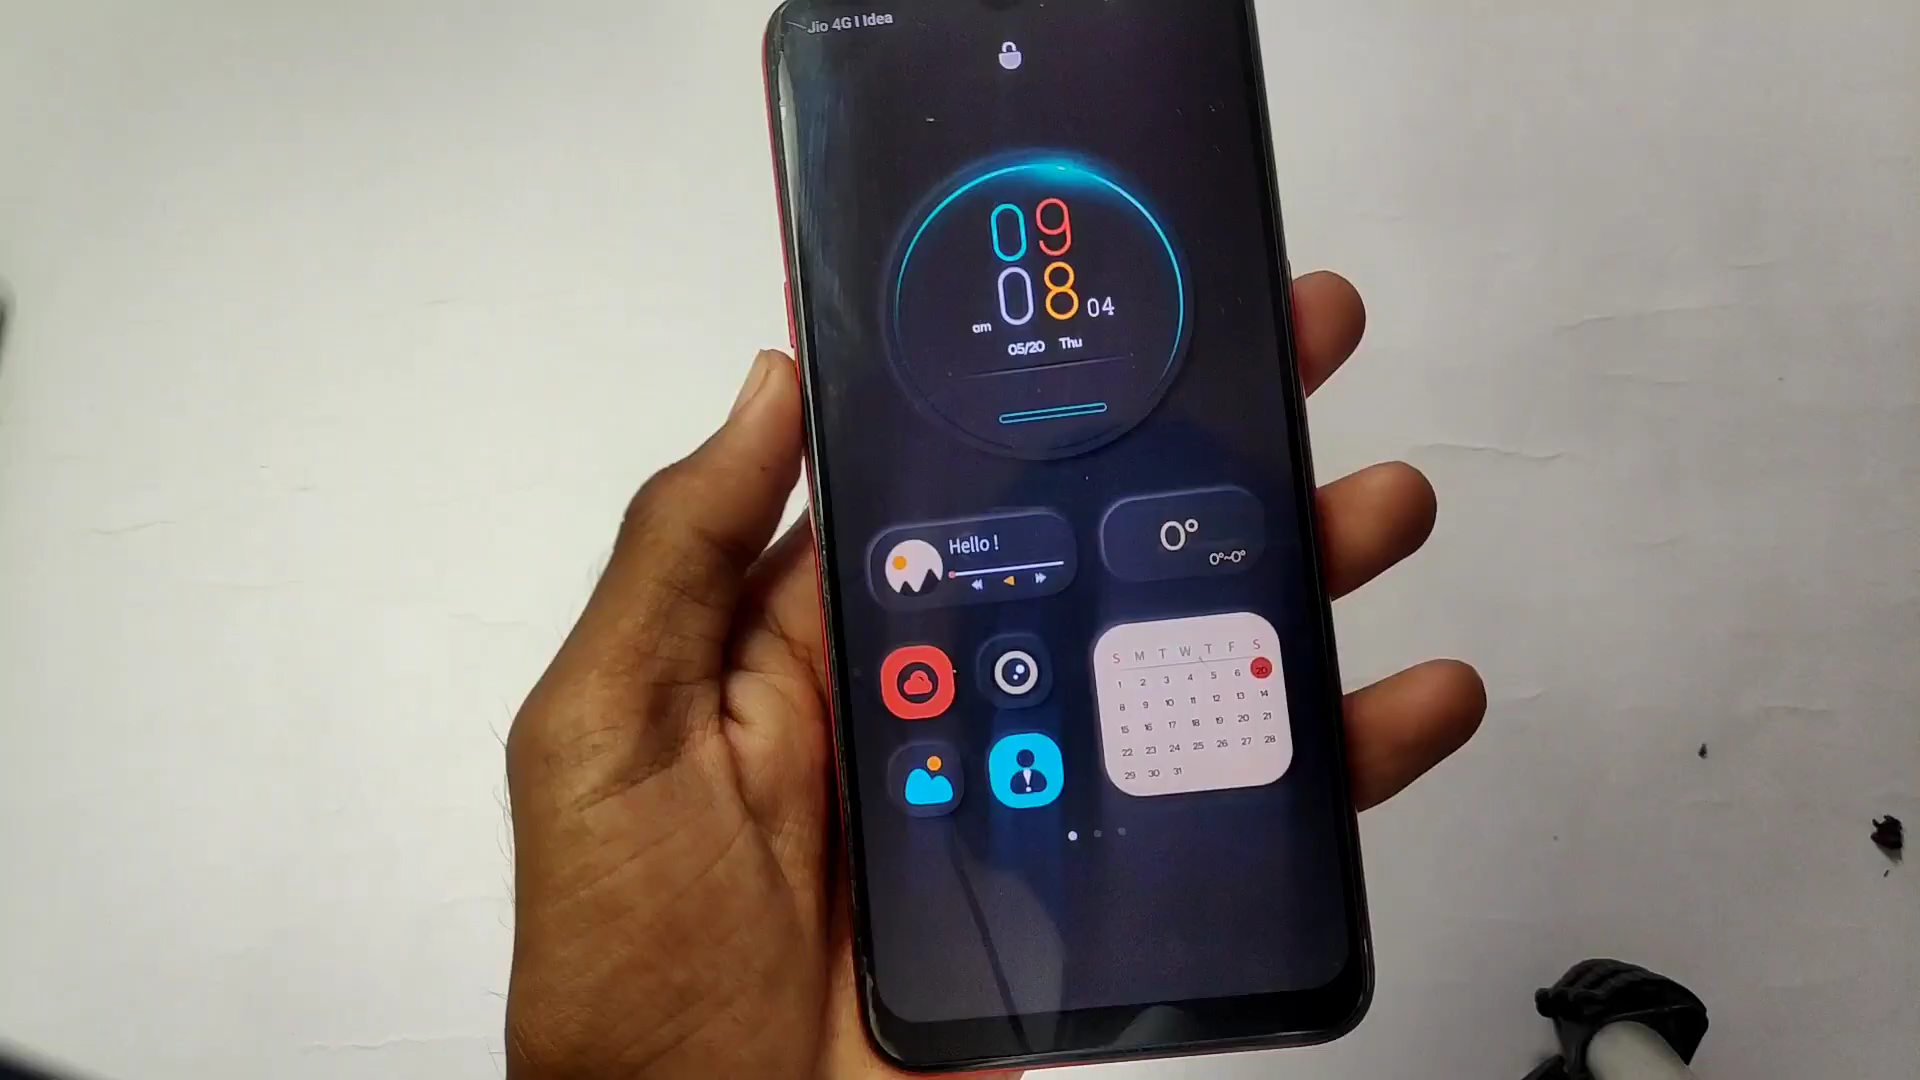 Jio 4G | Idea
09
08 04
am
05/20 Thu
Hello !
0°
0°~0°
S M T W T F S
1 2 3 4 5 6 20
8 9 10 11 12 13 14
15 16 17 18 19 20 21
22 23 24 25 26 27 28
29 30 31